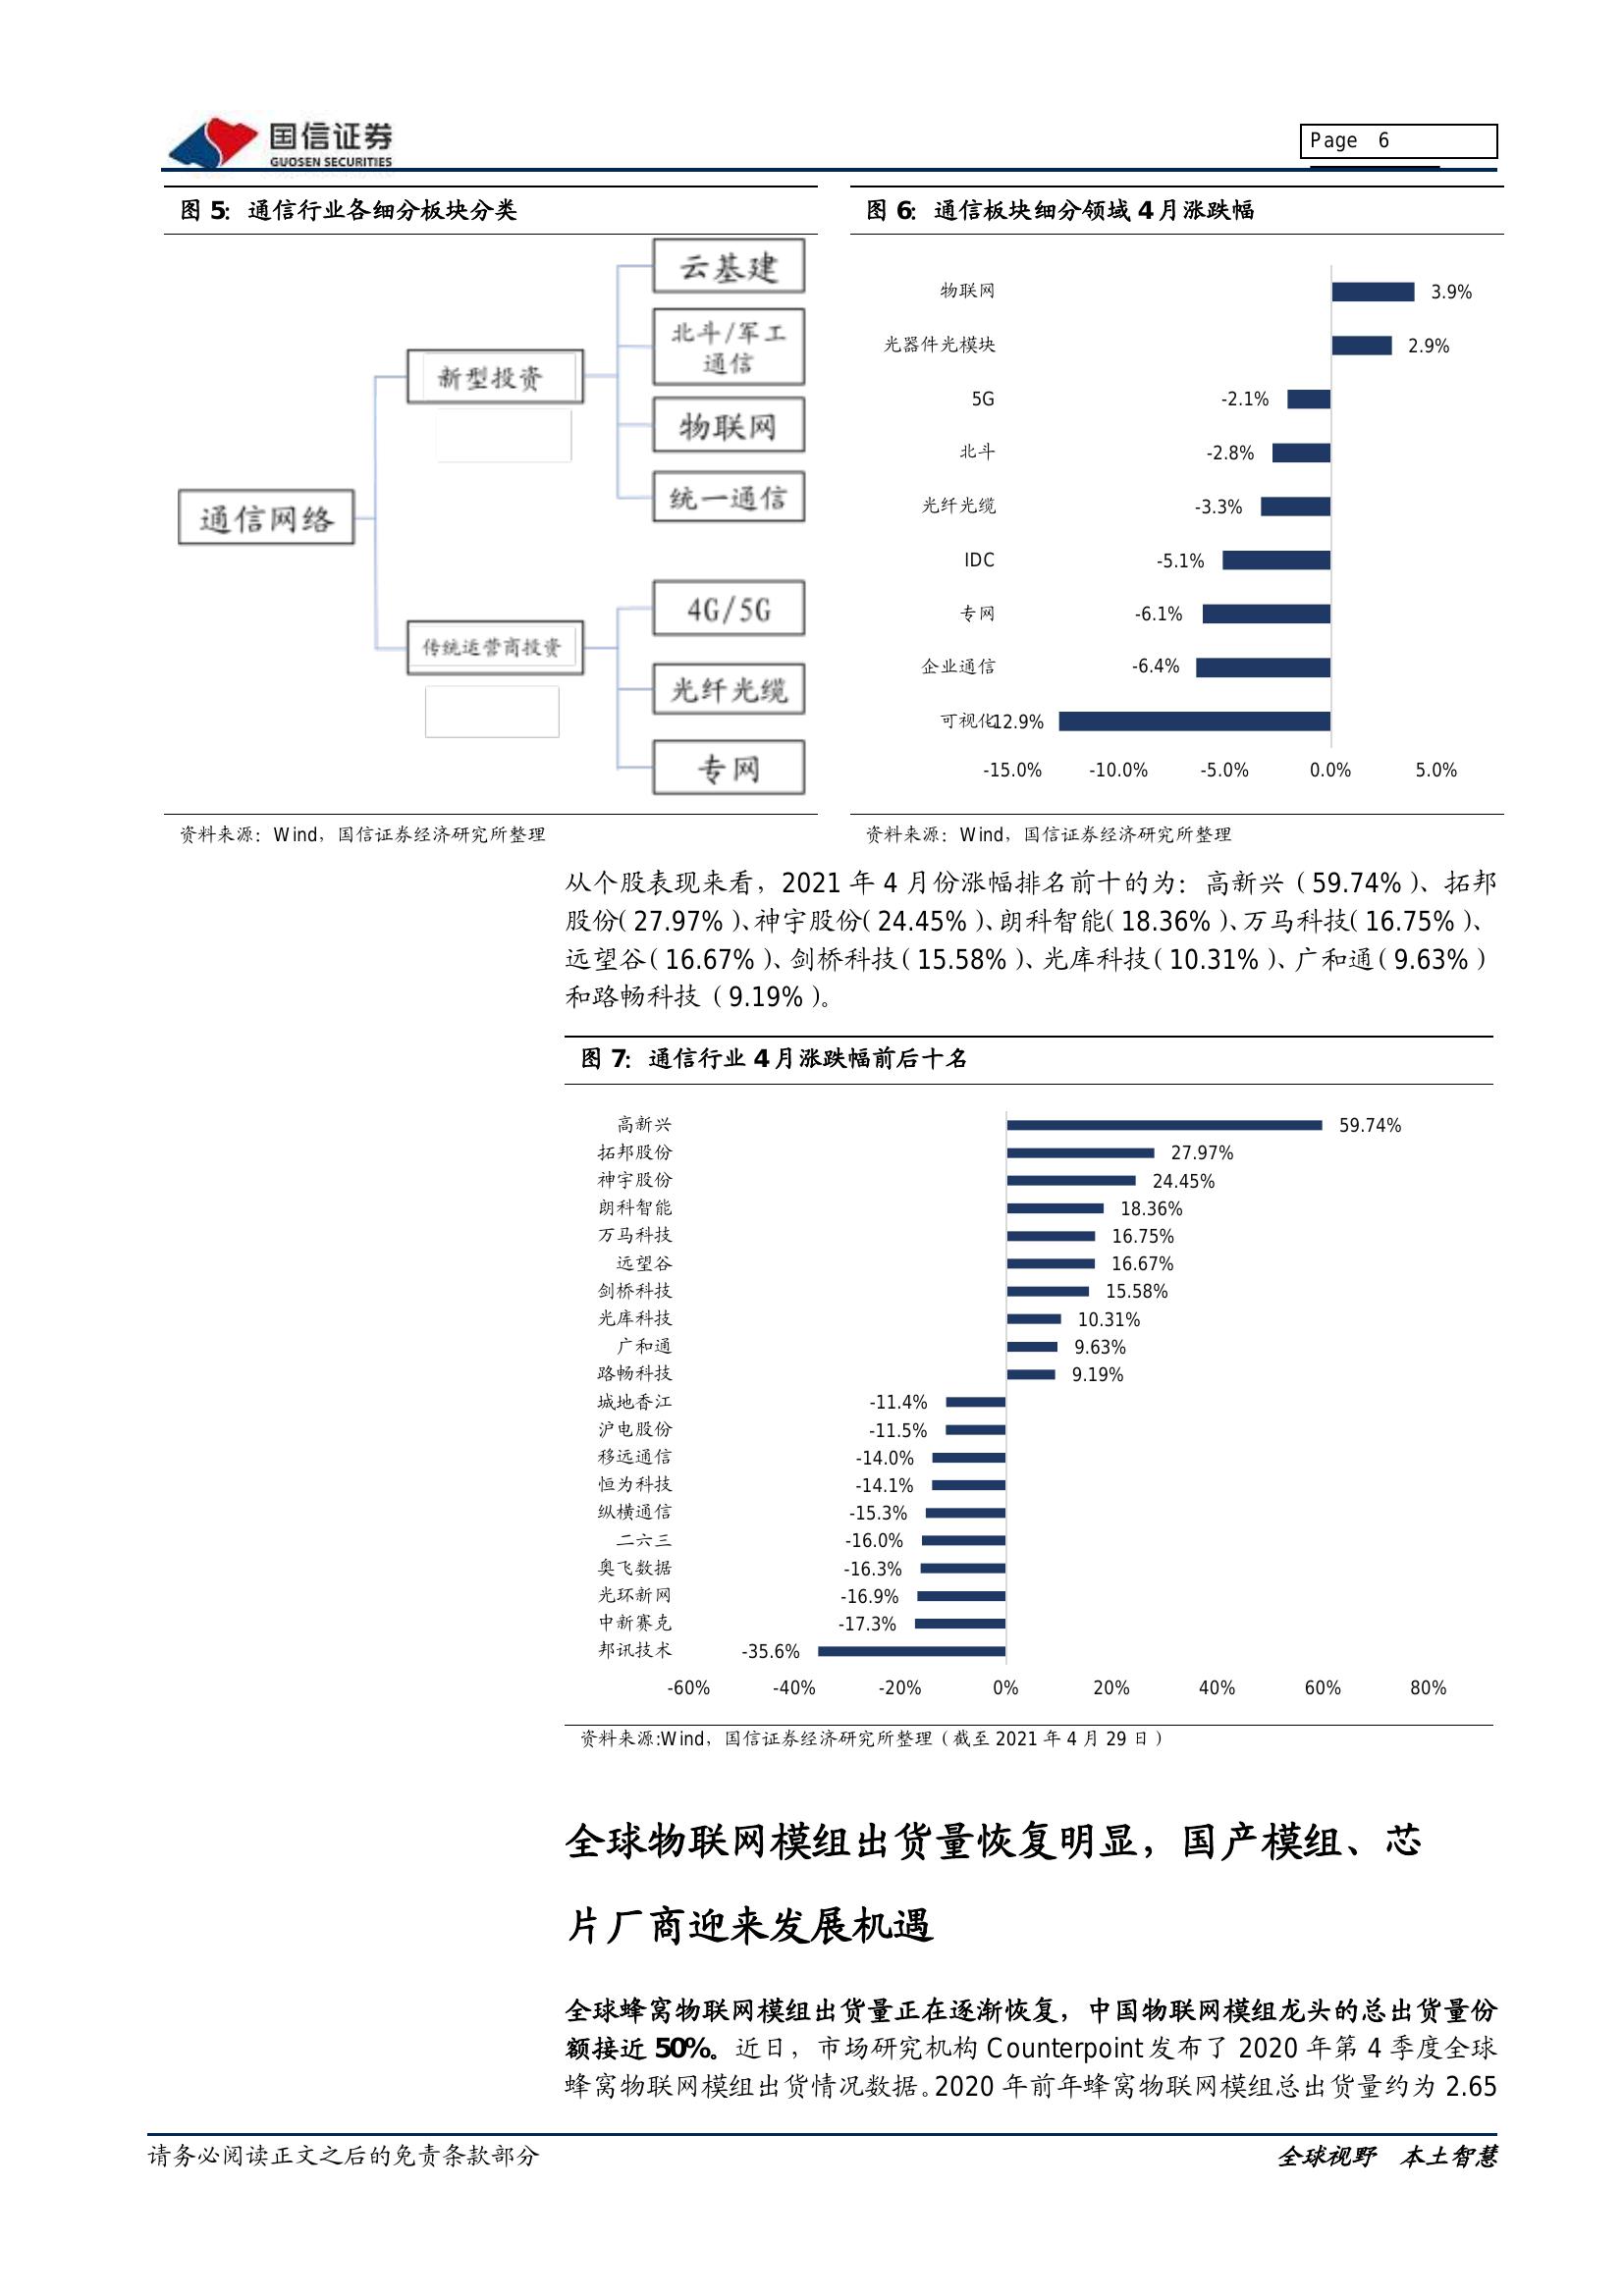 国信证券
GUOSEN SECURITIES
Page 6
图 5：通信行业各细分板块分类
通信网络
新型投资
云基建
北斗/军工
通信
物联网
统一通信
传统运营商投资
4G/5G
光纤光缆
专网
资料来源：Wind，国信证券经济研究所整理
图 6：通信板块细分领域 4 月涨跌幅
物联网 3.9%
光器件光模块 2.9%
5G -2.1%
北斗 -2.8%
光纤光缆 -3.3%
IDC -5.1%
专网 -6.1%
企业通信 -6.4%
可视化 12.9%
-15.0% -10.0% -5.0% 0.0% 5.0%
资料来源：Wind，国信证券经济研究所整理
从个股表现来看，2021 年 4 月份涨幅排名前十的为：高新兴（59.74%）、拓邦
股份（27.97%）、神宇股份（24.45%）、朗科智能（18.36%）、万马科技（16.75%）、
远望谷（16.67%）、剑桥科技（15.58%）、光库科技（10.31%）、广和通（9.63%）
和路畅科技（9.19%）。
图 7：通信行业 4 月涨跌幅前后十名
高新兴 59.74%
拓邦股份 27.97%
神宇股份 24.45%
朗科智能 18.36%
万马科技 16.75%
远望谷 16.67%
剑桥科技 15.58%
光库科技 10.31%
广和通 9.63%
路畅科技 9.19%
城地香江 -11.4%
沪电股份 -11.5%
移远通信 -14.0%
恒为科技 -14.1%
纵横通信 -15.3%
二六三 -16.0%
奥飞数据 -16.3%
光环新网 -16.9%
中新赛克 -17.3%
邦讯技术 -35.6%
-60% -40% -20% 0% 20% 40% 60% 80%
资料来源:Wind，国信证券经济研究所整理（截至 2021 年 4 月 29 日）
全球物联网模组出货量恢复明显，国产模组、芯
片厂商迎来发展机遇
全球蜂窝物联网模组出货量正在逐渐恢复，中国物联网模组龙头的总出货量份
额接近 50%。近日，市场研究机构 Counterpoint 发布了 2020 年第 4 季度全球
蜂窝物联网模组出货情况数据。2020 年前年蜂窝物联网模组总出货量约为 2.65
请务必阅读正文之后的免责条款部分
全球视野 本土智慧